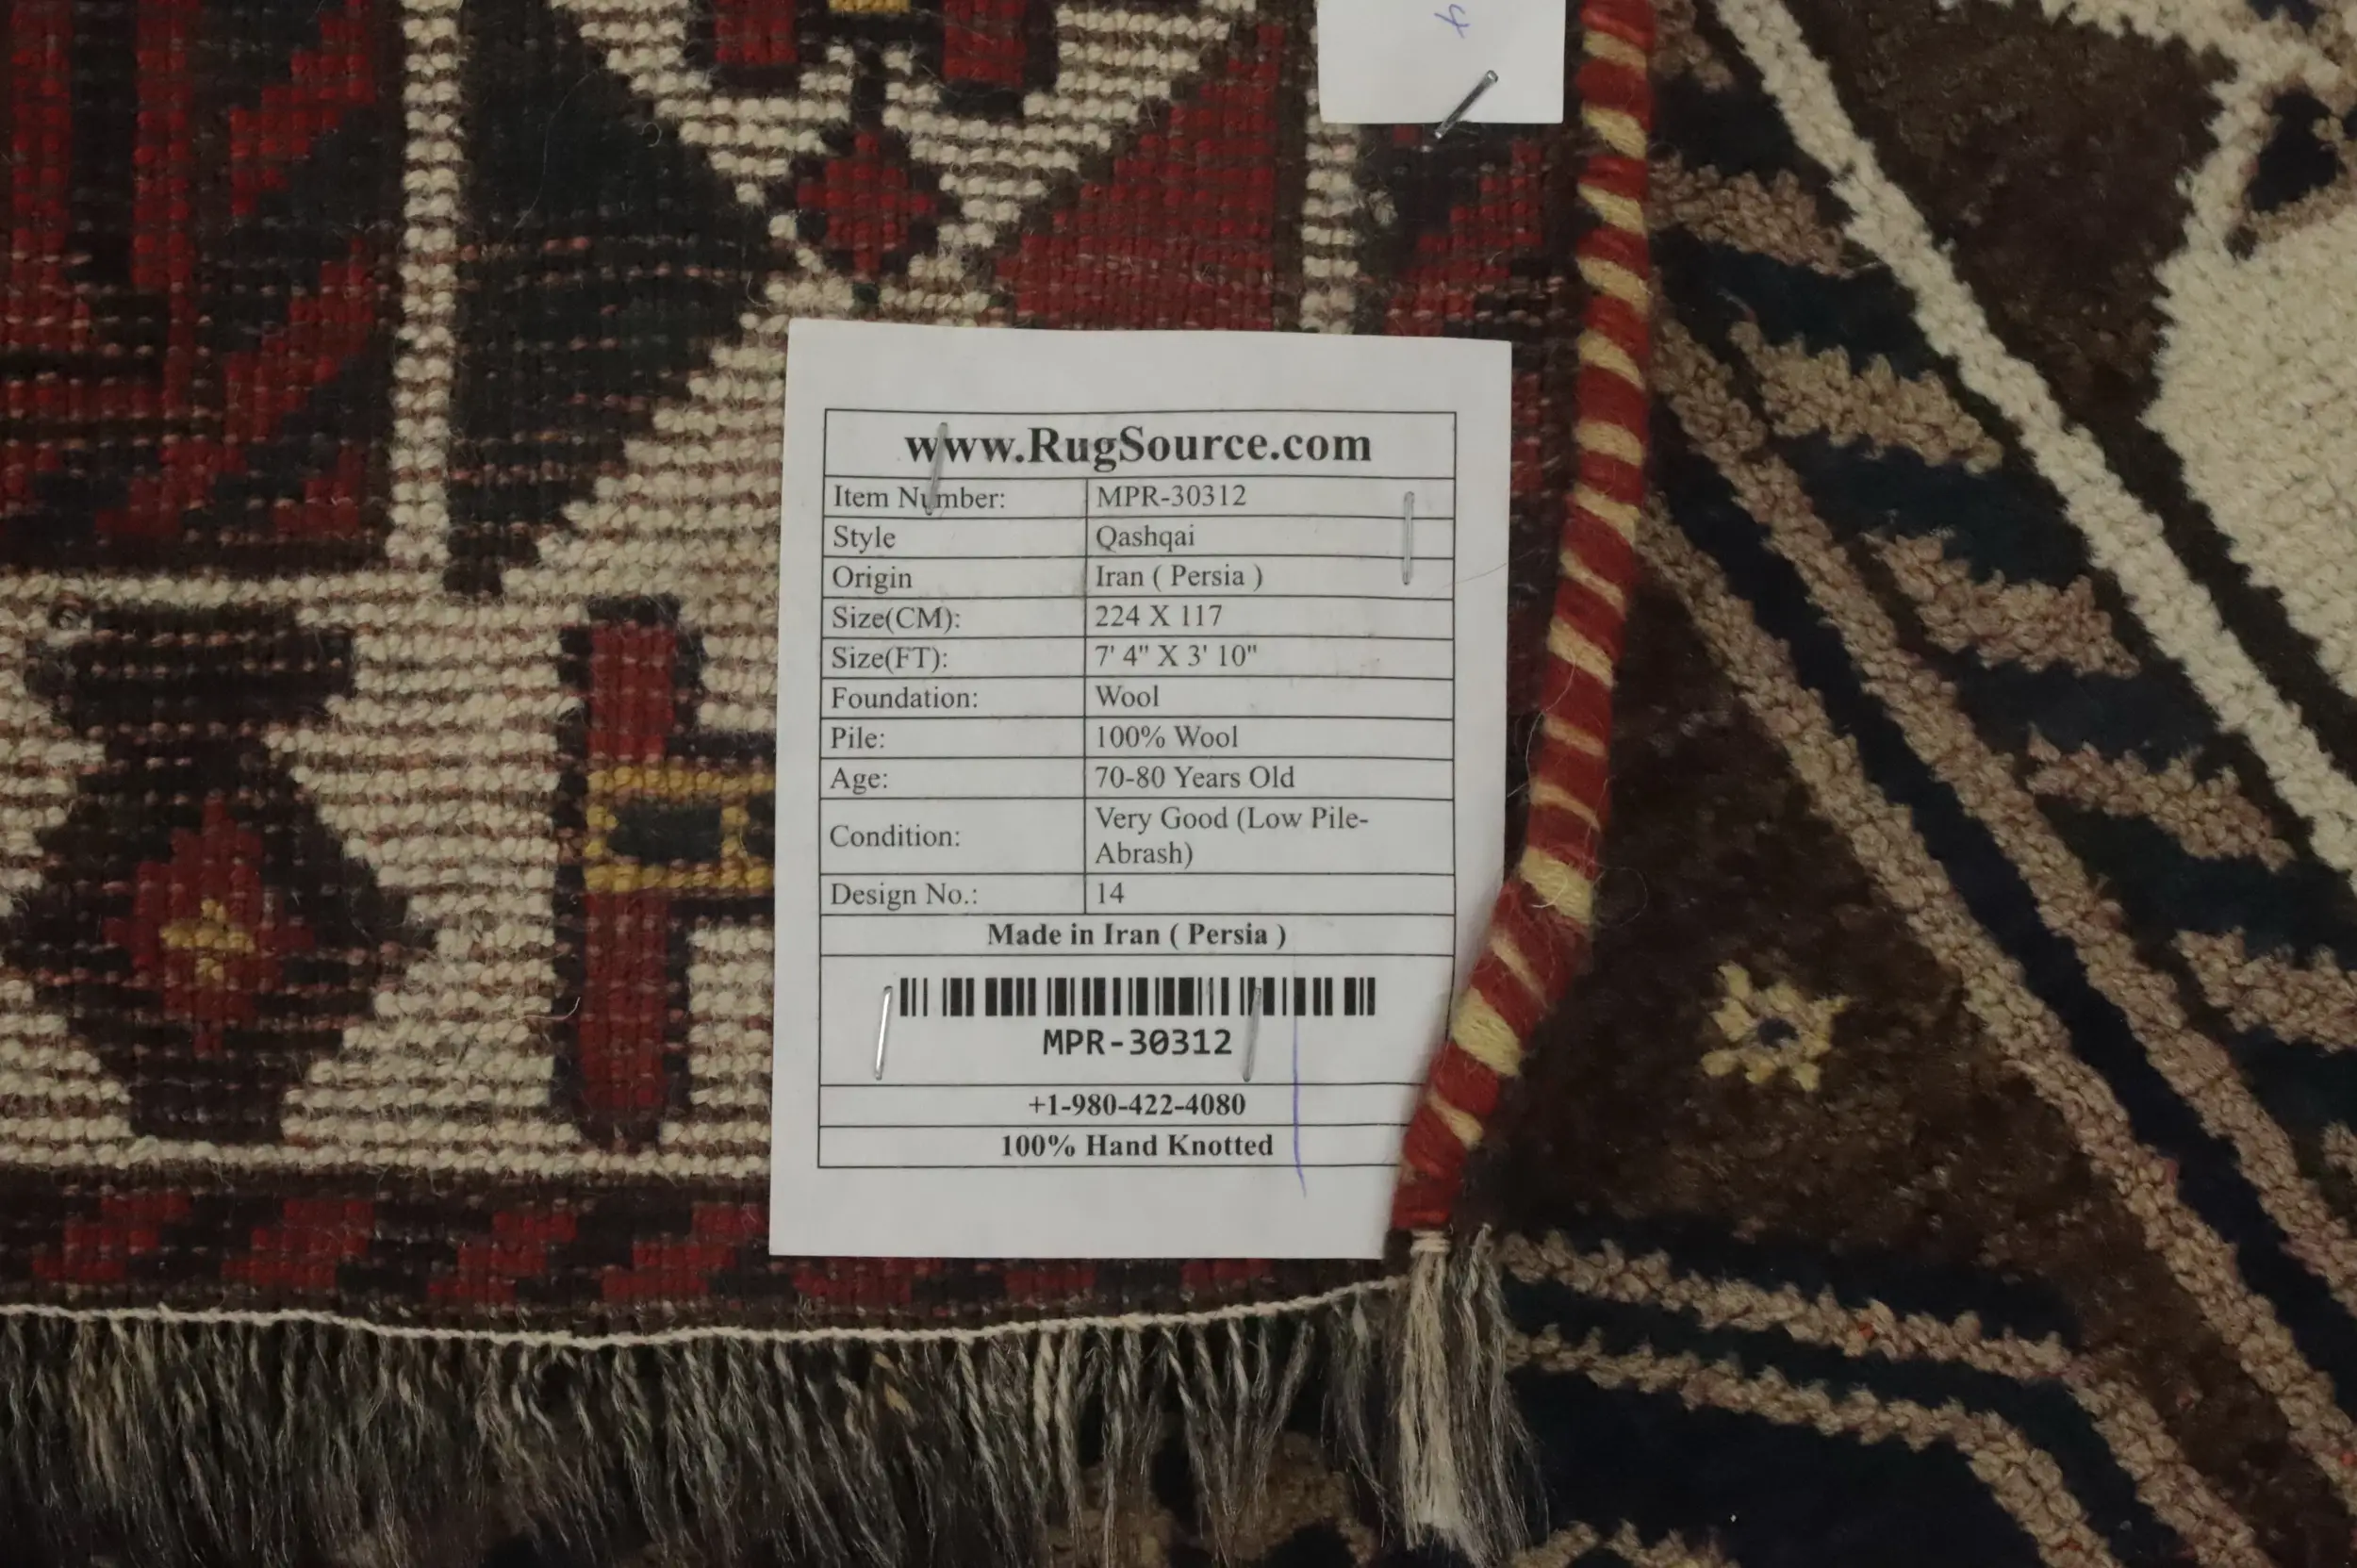 4
www.RugSource.com
Item Number: MPR-30312
Style Qashqai
Origin Iran ( Persia )
Size(CM): 224 X 117
Size(FT): 7' 4" X 3' 10"
Foundation: Wool
Pile: 100% Wool
Age: 70-80 Years Old
Condition: Very Good (Low Pile-
Abrash)
Design No.: 14
Made in Iran ( Persia )
MPR-30312
+1-980-422-4080
100% Hand Knotted